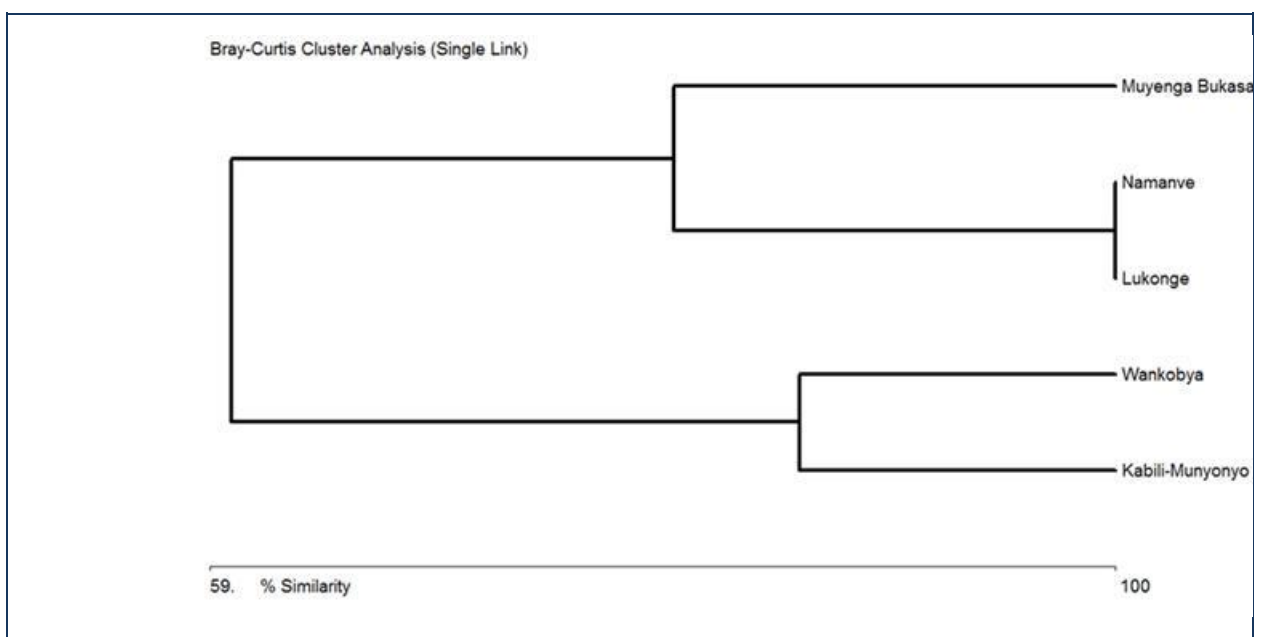 Bray-Curtis Cluster Analysis (Single Link)
Muyenga Bukasa
Namanve
Lukonge
Wankobya
Kabili-Munyonyo
59. % Similarity 100